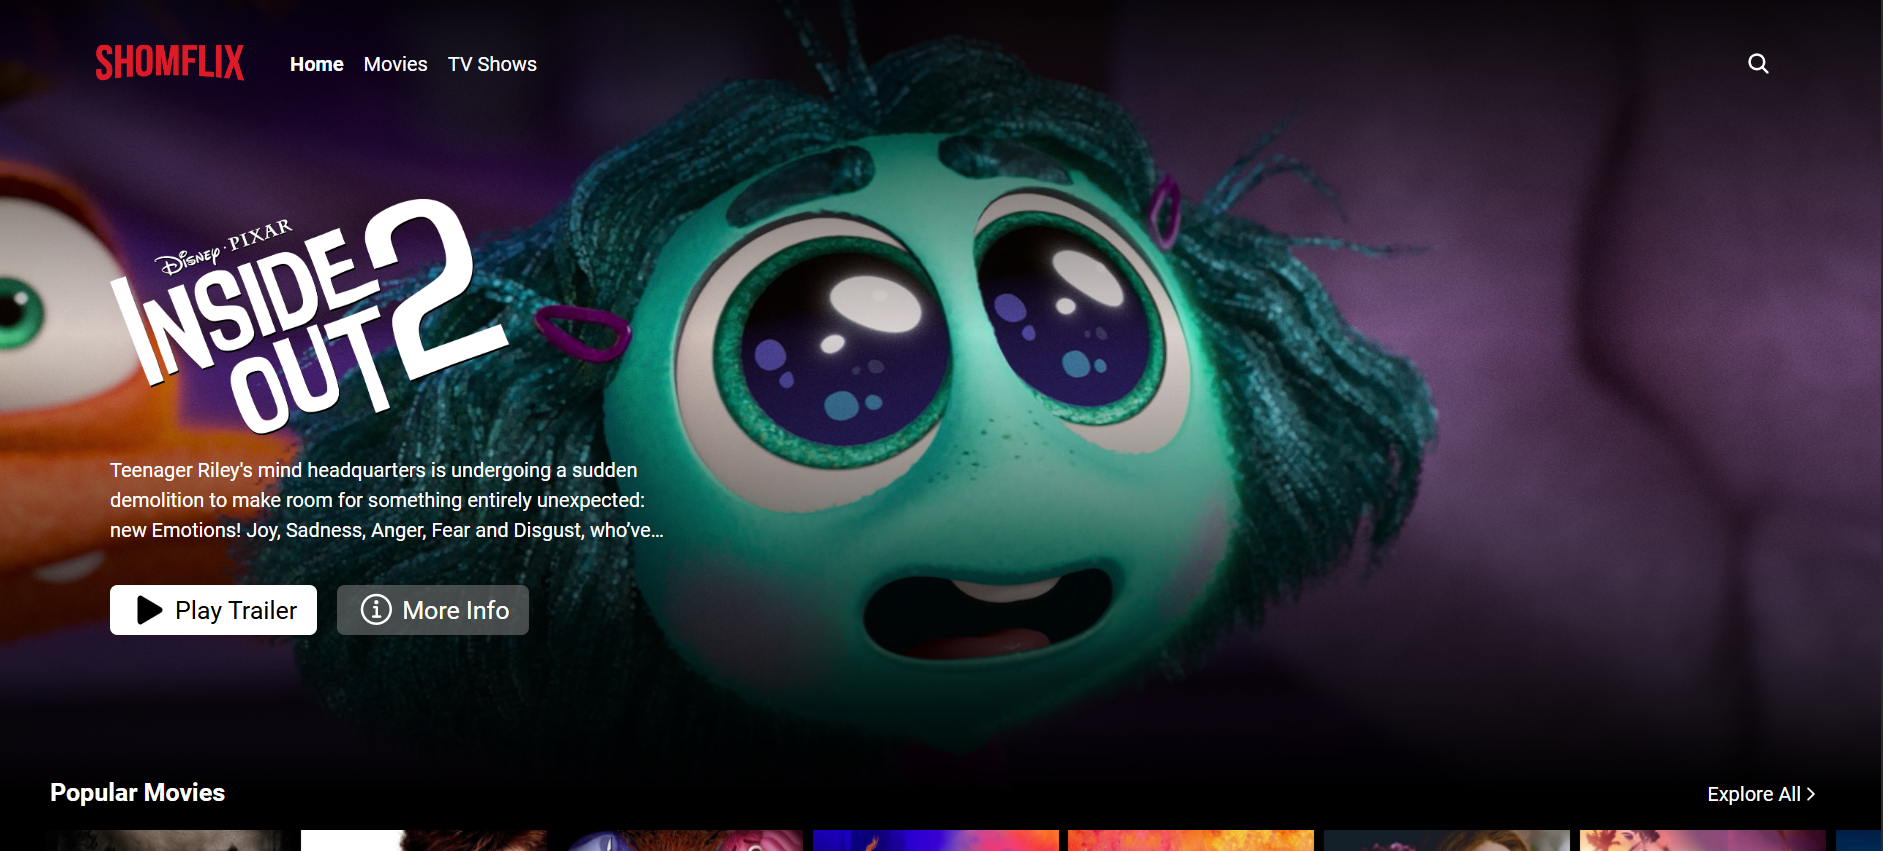 SHOMFLIX
Home Movies TV Shows
Disney · PIXAR
INSIDE
OUT 2
Teenager Riley's mind headquarters is undergoing a sudden
demolition to make room for something entirely unexpected:
new Emotions! Joy, Sadness, Anger, Fear and Disgust, who’ve...
Play Trailer
More Info
Popular Movies
Explore All